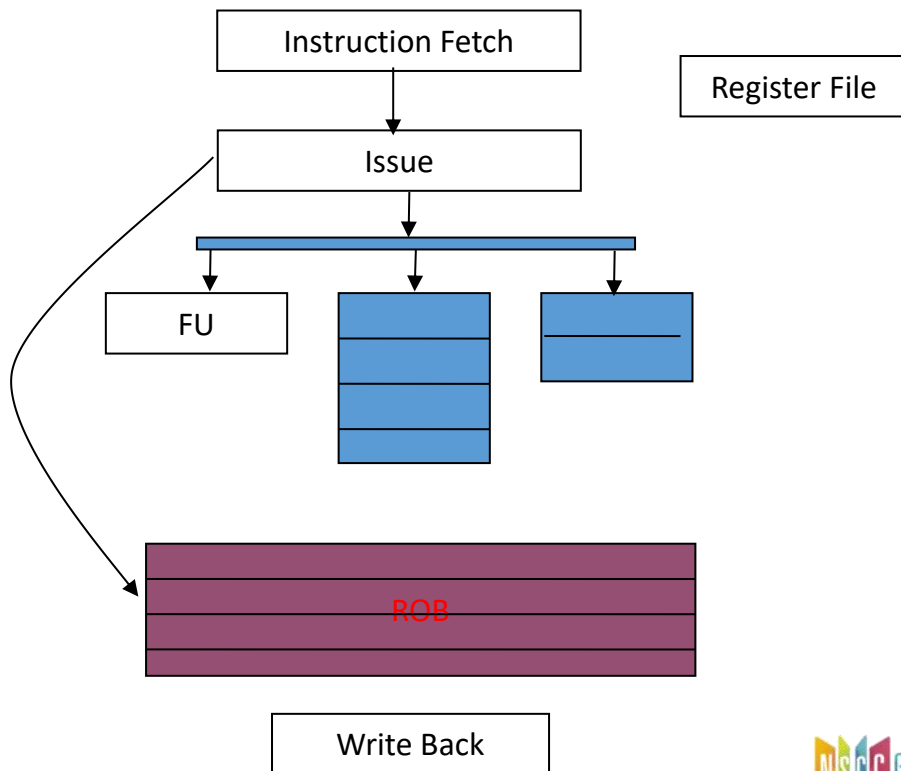 Instruction Fetch
Register File
Issue
FU
ROB
Write Back